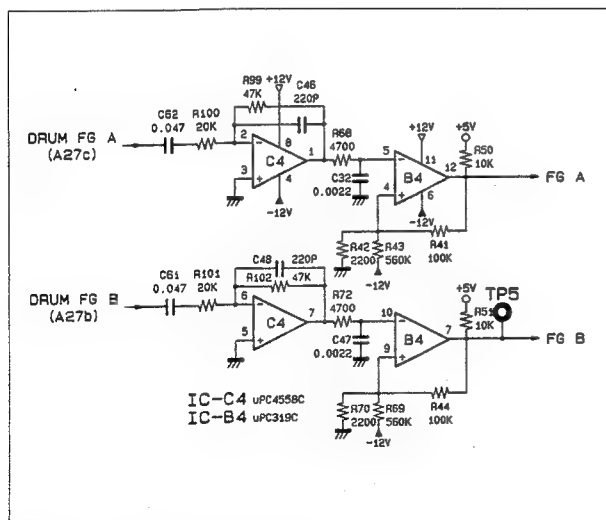 R99
47K
+12V
C46
220P
C62
0.047
R100
20K
DRUM FG A
(A27c)
2
8
1
3
4
C4
-12V
R68
4700
C32
0.0022
+12V
5
11
12
4
6
B4
-12V
+5V
R50
10K
FG A
R42
2200
R43
560K
-12V
R41
100K
C48
220P
R102
47K
C61
0.047
R101
20K
DRUM FG B
(A27b)
6
7
5
C4
R72
4700
C47
0.0022
10
7
9
B4
+5V
R51
10K
TP5
FG B
R70
2200
R69
560K
-12V
R44
100K
IC-C4 uPC4558C
IC-B4 uPC319C